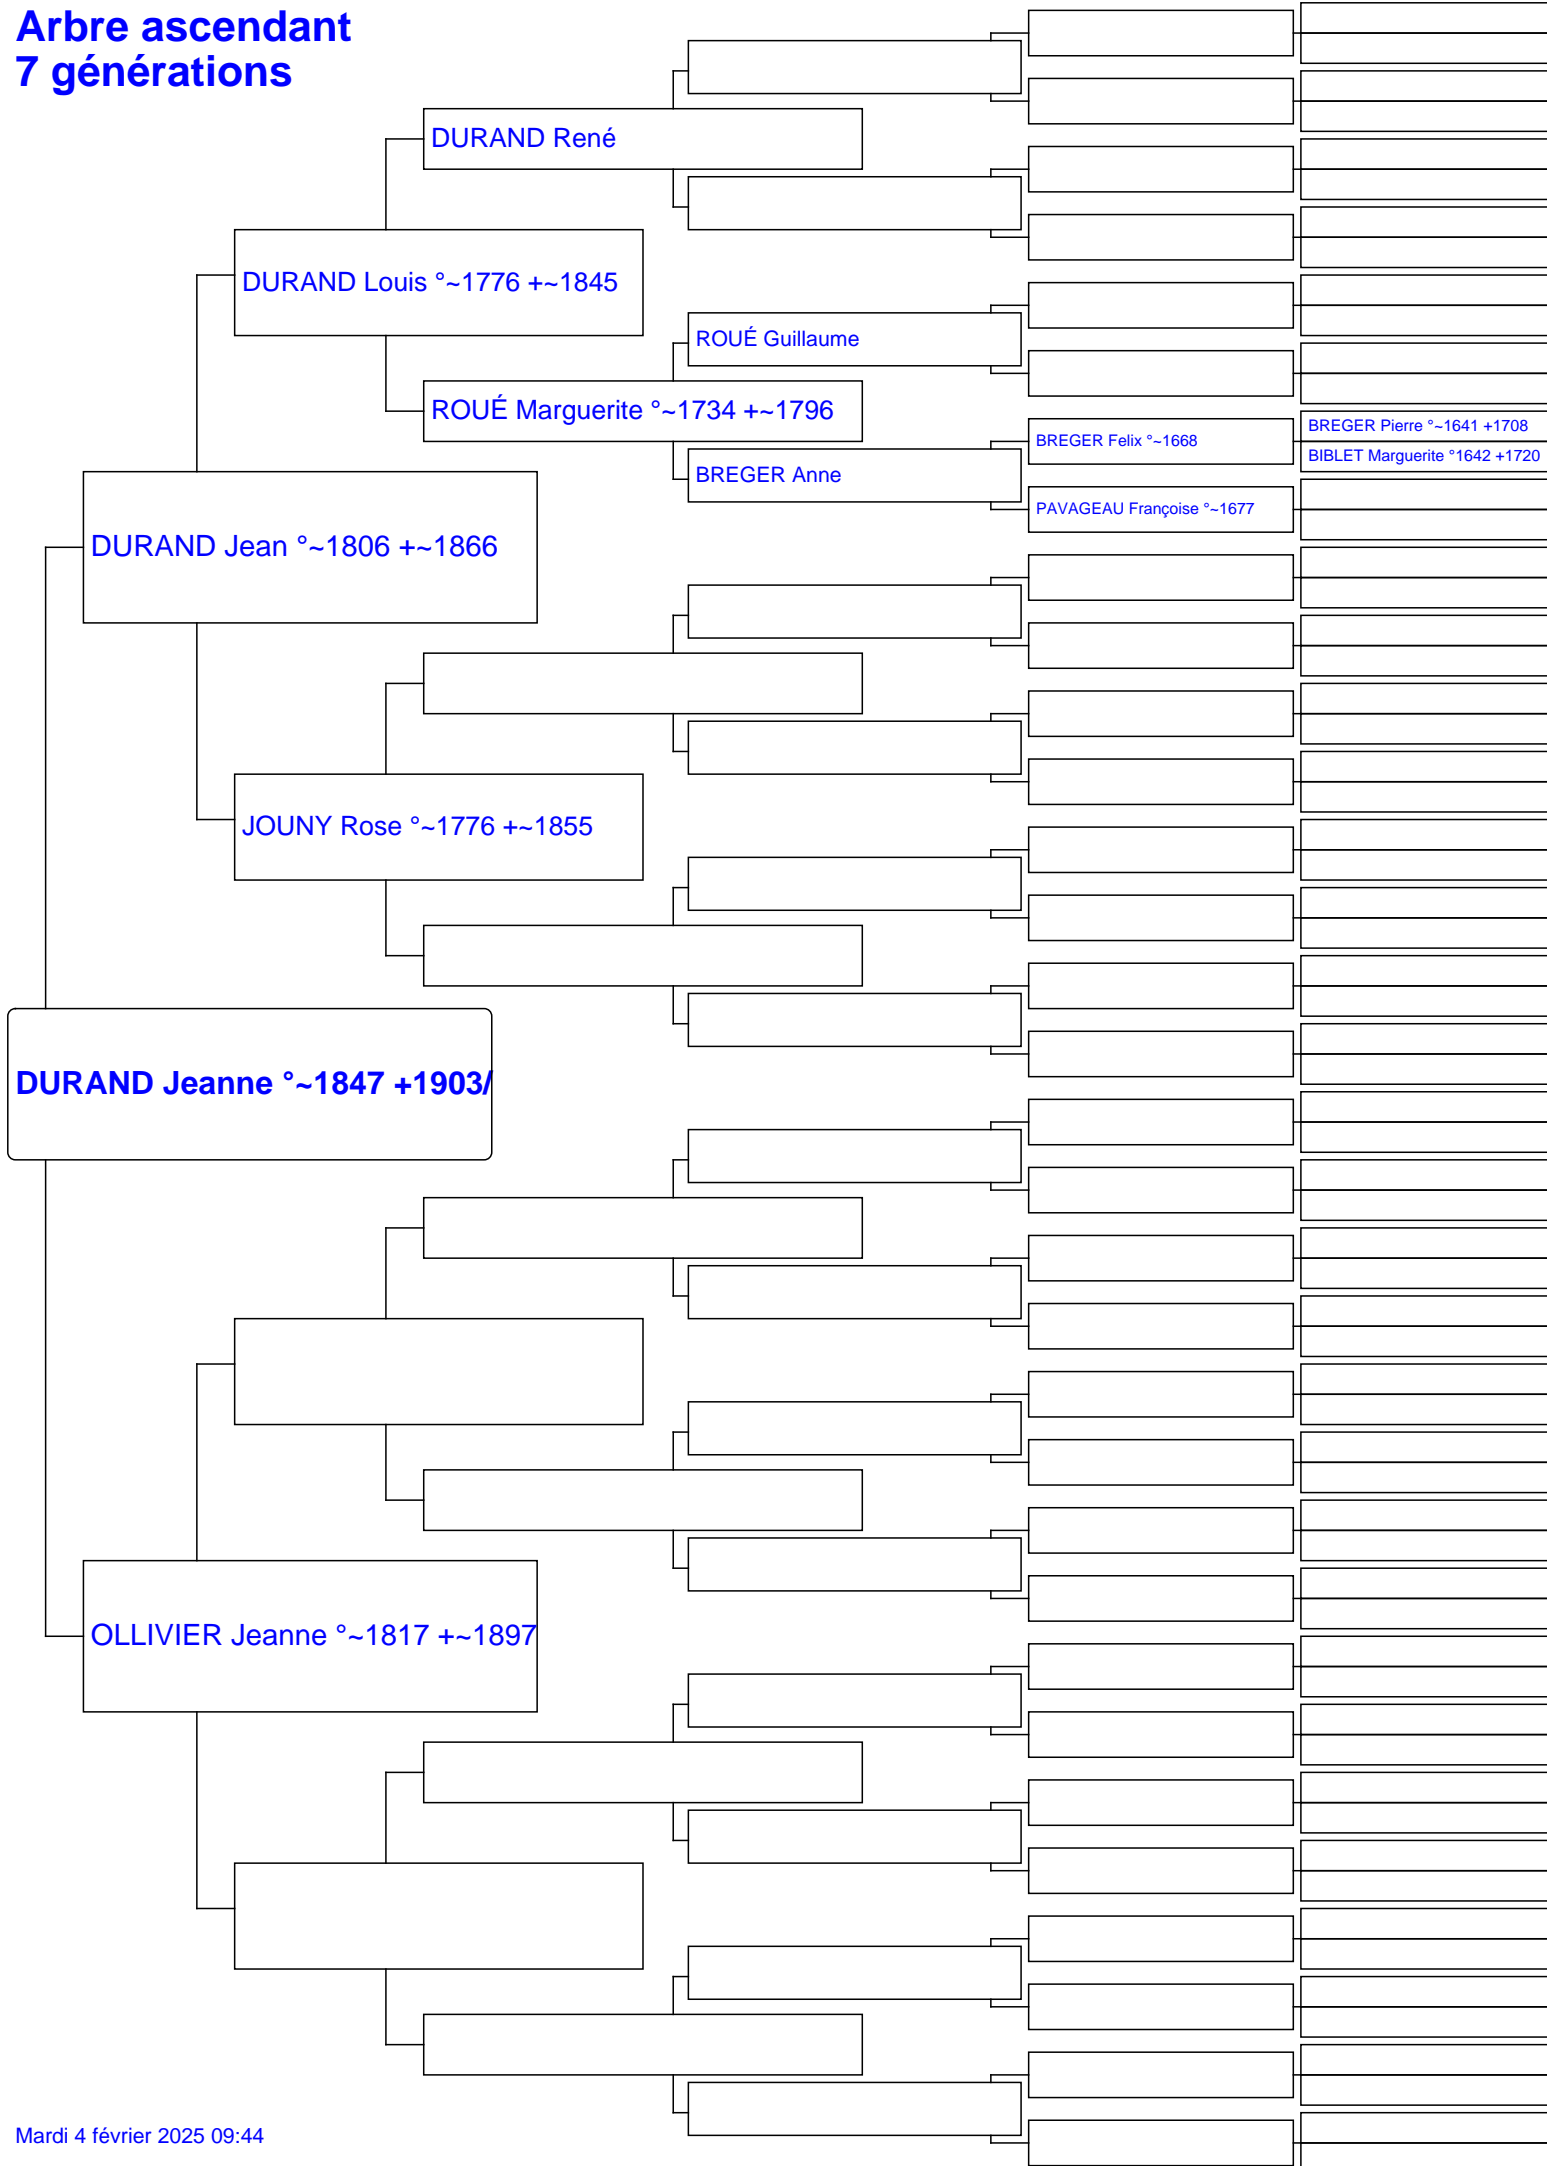 Arbre ascendant
7 générations
DURAND René
DURAND Louis °~1776 +~1845
ROUÉ Guillaume
ROUÉ Marguerite °~1734 +~1796
BREGER Pierre °~1641 +1708
BREGER Felix °~1668
BIBLET Marguerite °1642 +1720
BREGER Anne
PAVAGEAU Françoise °~1677
DURAND Jean °~1806 +~1866
JOUNY Rose °~1776 +~1855
DURAND Jeanne °~1847 +1903/
OLLIVIER Jeanne °~1817 +~1897
Mardi 4 février 2025 09:44